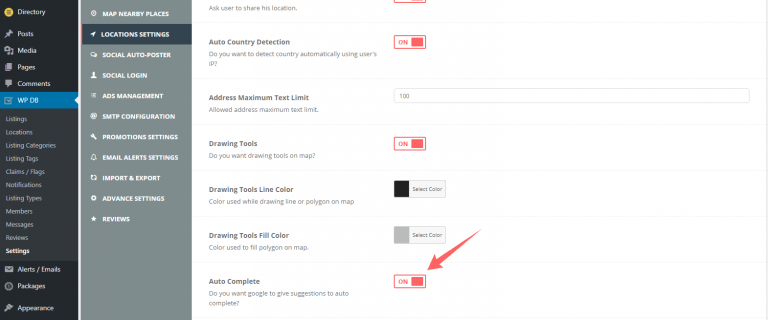 Directory
Posts
Media
Pages
Comments
WP DB
Listings
Locations
Listing Categories
Listing Tags
Claims / Flags
Notifications
Listing Types
Members
Messages
Reviews
Settings
Alerts / Emails
Packages
Appearance
MAP NEARBY PLACES
LOCATIONS SETTINGS
SOCIAL AUTO-POSTER
SOCIAL LOGIN
ADS MANAGEMENT
SMTP CONFIGURATION
PROMOTIONS SETTINGS
EMAIL ALERTS SETTINGS
IMPORT & EXPORT
ADVANCE SETTINGS
REVIEWS
Ask user to share his location.
Auto Country Detection
ON
Do you want to detect country automatically using user's
IP?
Address Maximum Text Limit
100
Allowed address maximum text limit.
Drawing Tools
ON
Do you want drawing tools on map?
Drawing Tools Line Color
Select Color
Color used while drawing line or polygon on map
Drawing Tools Fill Color
Select Color
Color used to fill polygon on map.
Auto Complete
ON
Do you want google to give suggestions to auto
complete?